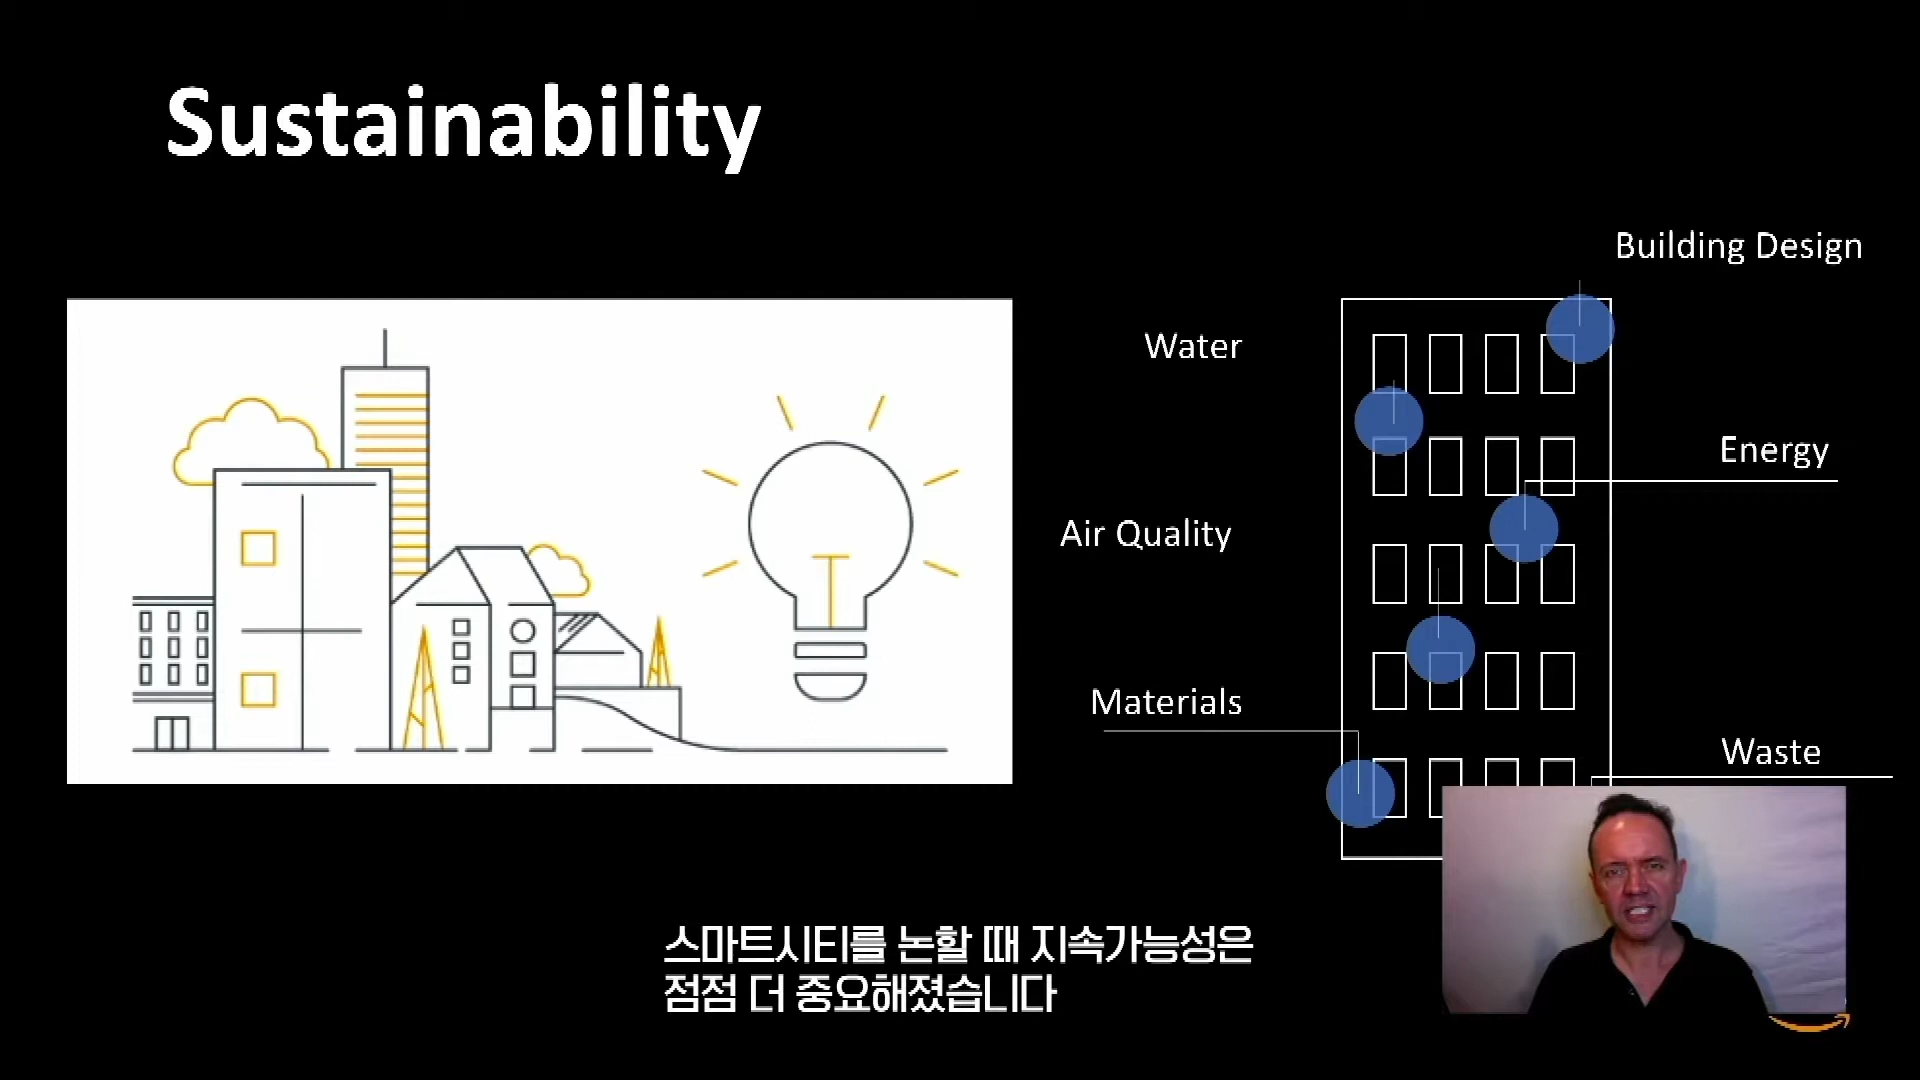 Sustainability
Building Design
Water
Energy
Air Quality
Materials
Waste
스마트시티를 논할 때 지속가능성은
점점 더 중요해졌습니다